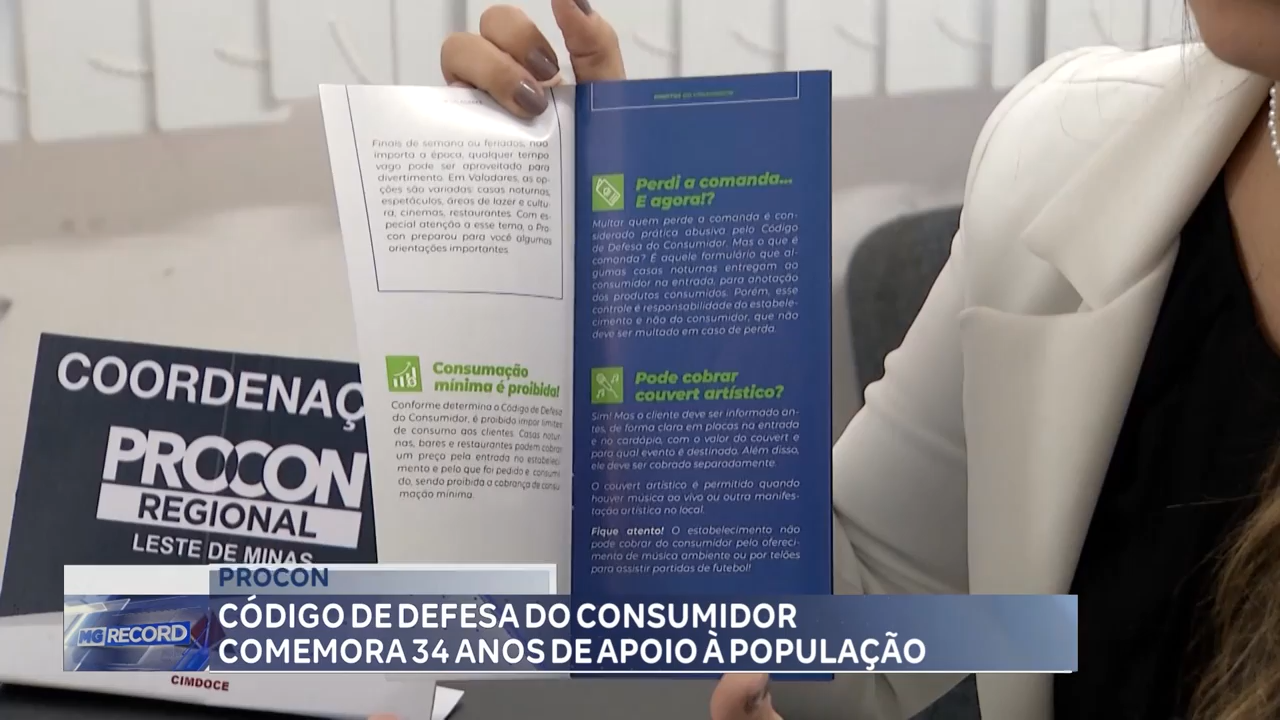 Finais de semana ou feriados, não
importa a época, qualquer tempo
vago pode ser aproveitado para
divertimento. Em Valadares, as op-
ções são variadas: casas noturnas,
espetáculos, áreas de lazer e cultu-
ra, cinemas, restaurantes. Com es-
pecial atenção a esse tema, o Pro-
con preparou para você algumas
orientações importantes
Consumação
mínima é proibida!
Conforme determina o Código de Defesa
do Consumidor, é proibido impor limites
de consumo aos clientes. Casas notur-
nas, bares e restaurantes podem cobrar
um preço pela entrada no estabeleci-
mento e pelo que foi pedido e consumi-
do, sendo proibida a cobrança de consu-
mação mínima.
Perdi a comanda...
E agora!?
Multar quem perde a comanda é con-
siderado prática abusiva pelo Código
de Defesa do Consumidor. Mas o que é
comanda? É aquele formulário que al-
gumas casas noturnas entregam ao
consumidor na entrada, para anotação
dos produtos consumidos. Porém, esse
controle é responsabilidade do estabele-
cimento e não do consumidor, que não
deve ser multado em caso de perda.
Pode cobrar
couvert artístico?
Sim! Mas o cliente deve ser informado an-
tes, de forma clara em placas na entrada
e no cardápio, com o valor do couvert e
para qual evento é destinado. Além disso,
ele deve ser cobrado separadamente.
O couvert artístico é permitido quando
houver música ao vivo ou outra manifes-
tação artística no local.
Fique atento! O estabelecimento não
pode cobrar do consumidor pelo ofereci-
mento de música ambiente ou por telões
para assistir partidas de futebol!
COORDENAÇ
PROCON
REGIONAL
LESTE DE MINAS
PROCON
CÓDIGO DE DEFESA DO CONSUMIDOR
COMEMORA 34 ANOS DE APOIO À POPULAÇÃO
MG RECORD
CIMDOCE